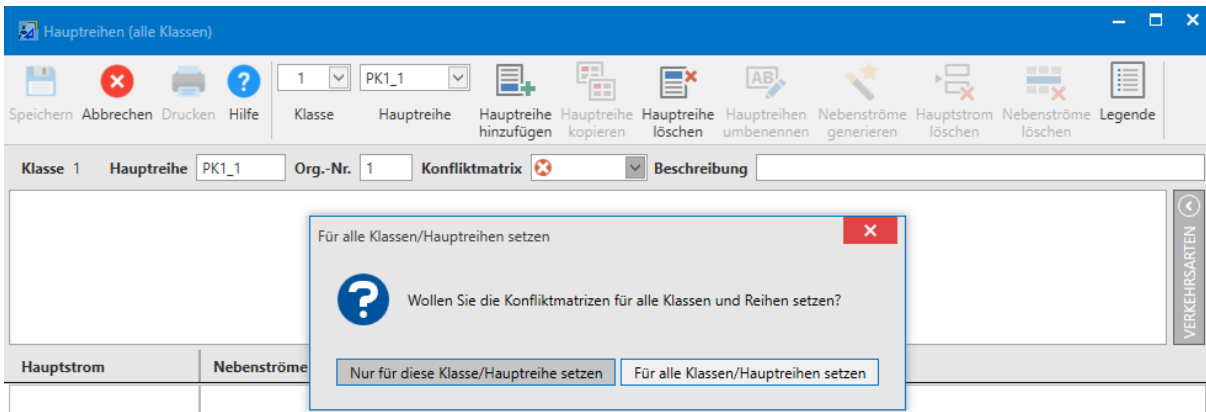 Hauptreihen (alle Klassen)
1 PK1_1
Speichern Abbrechen Drucken Hilfe Klasse Hauptreihe Hauptreihe hinzufügen Hauptreihe kopieren Hauptreihe löschen Hauptreihen umbenennen Nebenströme generieren Hauptstrom löschen Nebenströme löschen Legende
Klasse 1 Hauptreihe PK1_1 Org.-Nr. 1 Konfliktmatrix Beschreibung
VERKEHRSARTEN
Für alle Klassen/Hauptreihen setzen
Wollen Sie die Konfliktmatrizen für alle Klassen und Reihen setzen?
Nur für diese Klasse/Hauptreihe setzen Für alle Klassen/Hauptreihen setzen
Hauptstrom Nebenströme